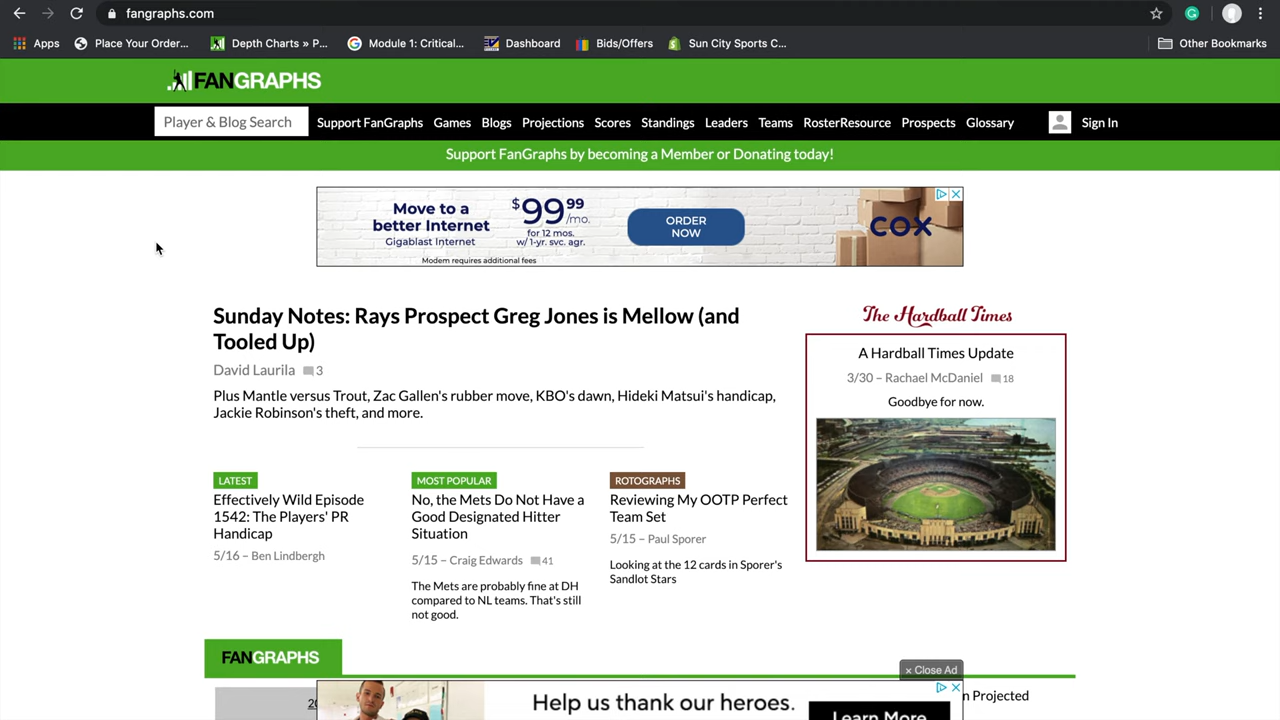 fangraphs.com
Apps Place Your Order... Depth Charts » P... Module 1: Critical... Dashboard Bids/Offers Sun City Sports C... Other Bookmarks
FANGRAPHS
Player & Blog Search Support FanGraphs Games Blogs Projections Scores Standings Leaders Teams RosterResource Prospects Glossary Sign In
Support FanGraphs by becoming a Member or Donating today!
Move to a
better Internet
Gigablast Internet
$99.99/mo.
for 12 mos.
w/ 1-yr. svc. agr.
Modem requires additional fees
ORDER
NOW
COX
Sunday Notes: Rays Prospect Greg Jones is Mellow (and
Tooled Up)
David Laurila 3
Plus Mantle versus Trout, Zac Gallen's rubber move, KBO's dawn, Hideki Matsui's handicap,
Jackie Robinson's theft, and more.
The Hardball Times
A Hardball Times Update
3/30 – Rachael McDaniel 18
Goodbye for now.
LATEST
Effectively Wild Episode
1542: The Players' PR
Handicap
5/16 – Ben Lindbergh
MOST POPULAR
No, the Mets Do Not Have a
Good Designated Hitter
Situation
5/15 – Craig Edwards 41
The Mets are probably fine at DH
compared to NL teams. That's still
not good.
ROTOGRAPHS
Reviewing My OOTP Perfect
Team Set
5/15 – Paul Sporer
Looking at the 12 cards in Sporer's
Sandlot Stars
FANGRAPHS
× Close Ad
Help us thank our heroes.
Learn More
n Projected